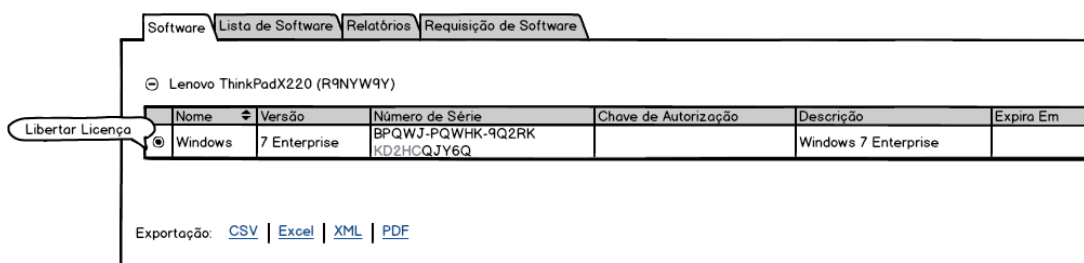 Software Lista de Software Relatórios Requisição de Software
Lenovo ThinkPadX220 (R9NYW9Y)
Nome Versão Número de Série Chave de Autorização Descrição Expira Em
Libertar Licença
Windows 7 Enterprise BPQWJ-PQWHK-9Q2RK Windows 7 Enterprise
KD2HCQJY6Q
Exportação: CSV | Excel | XML | PDF